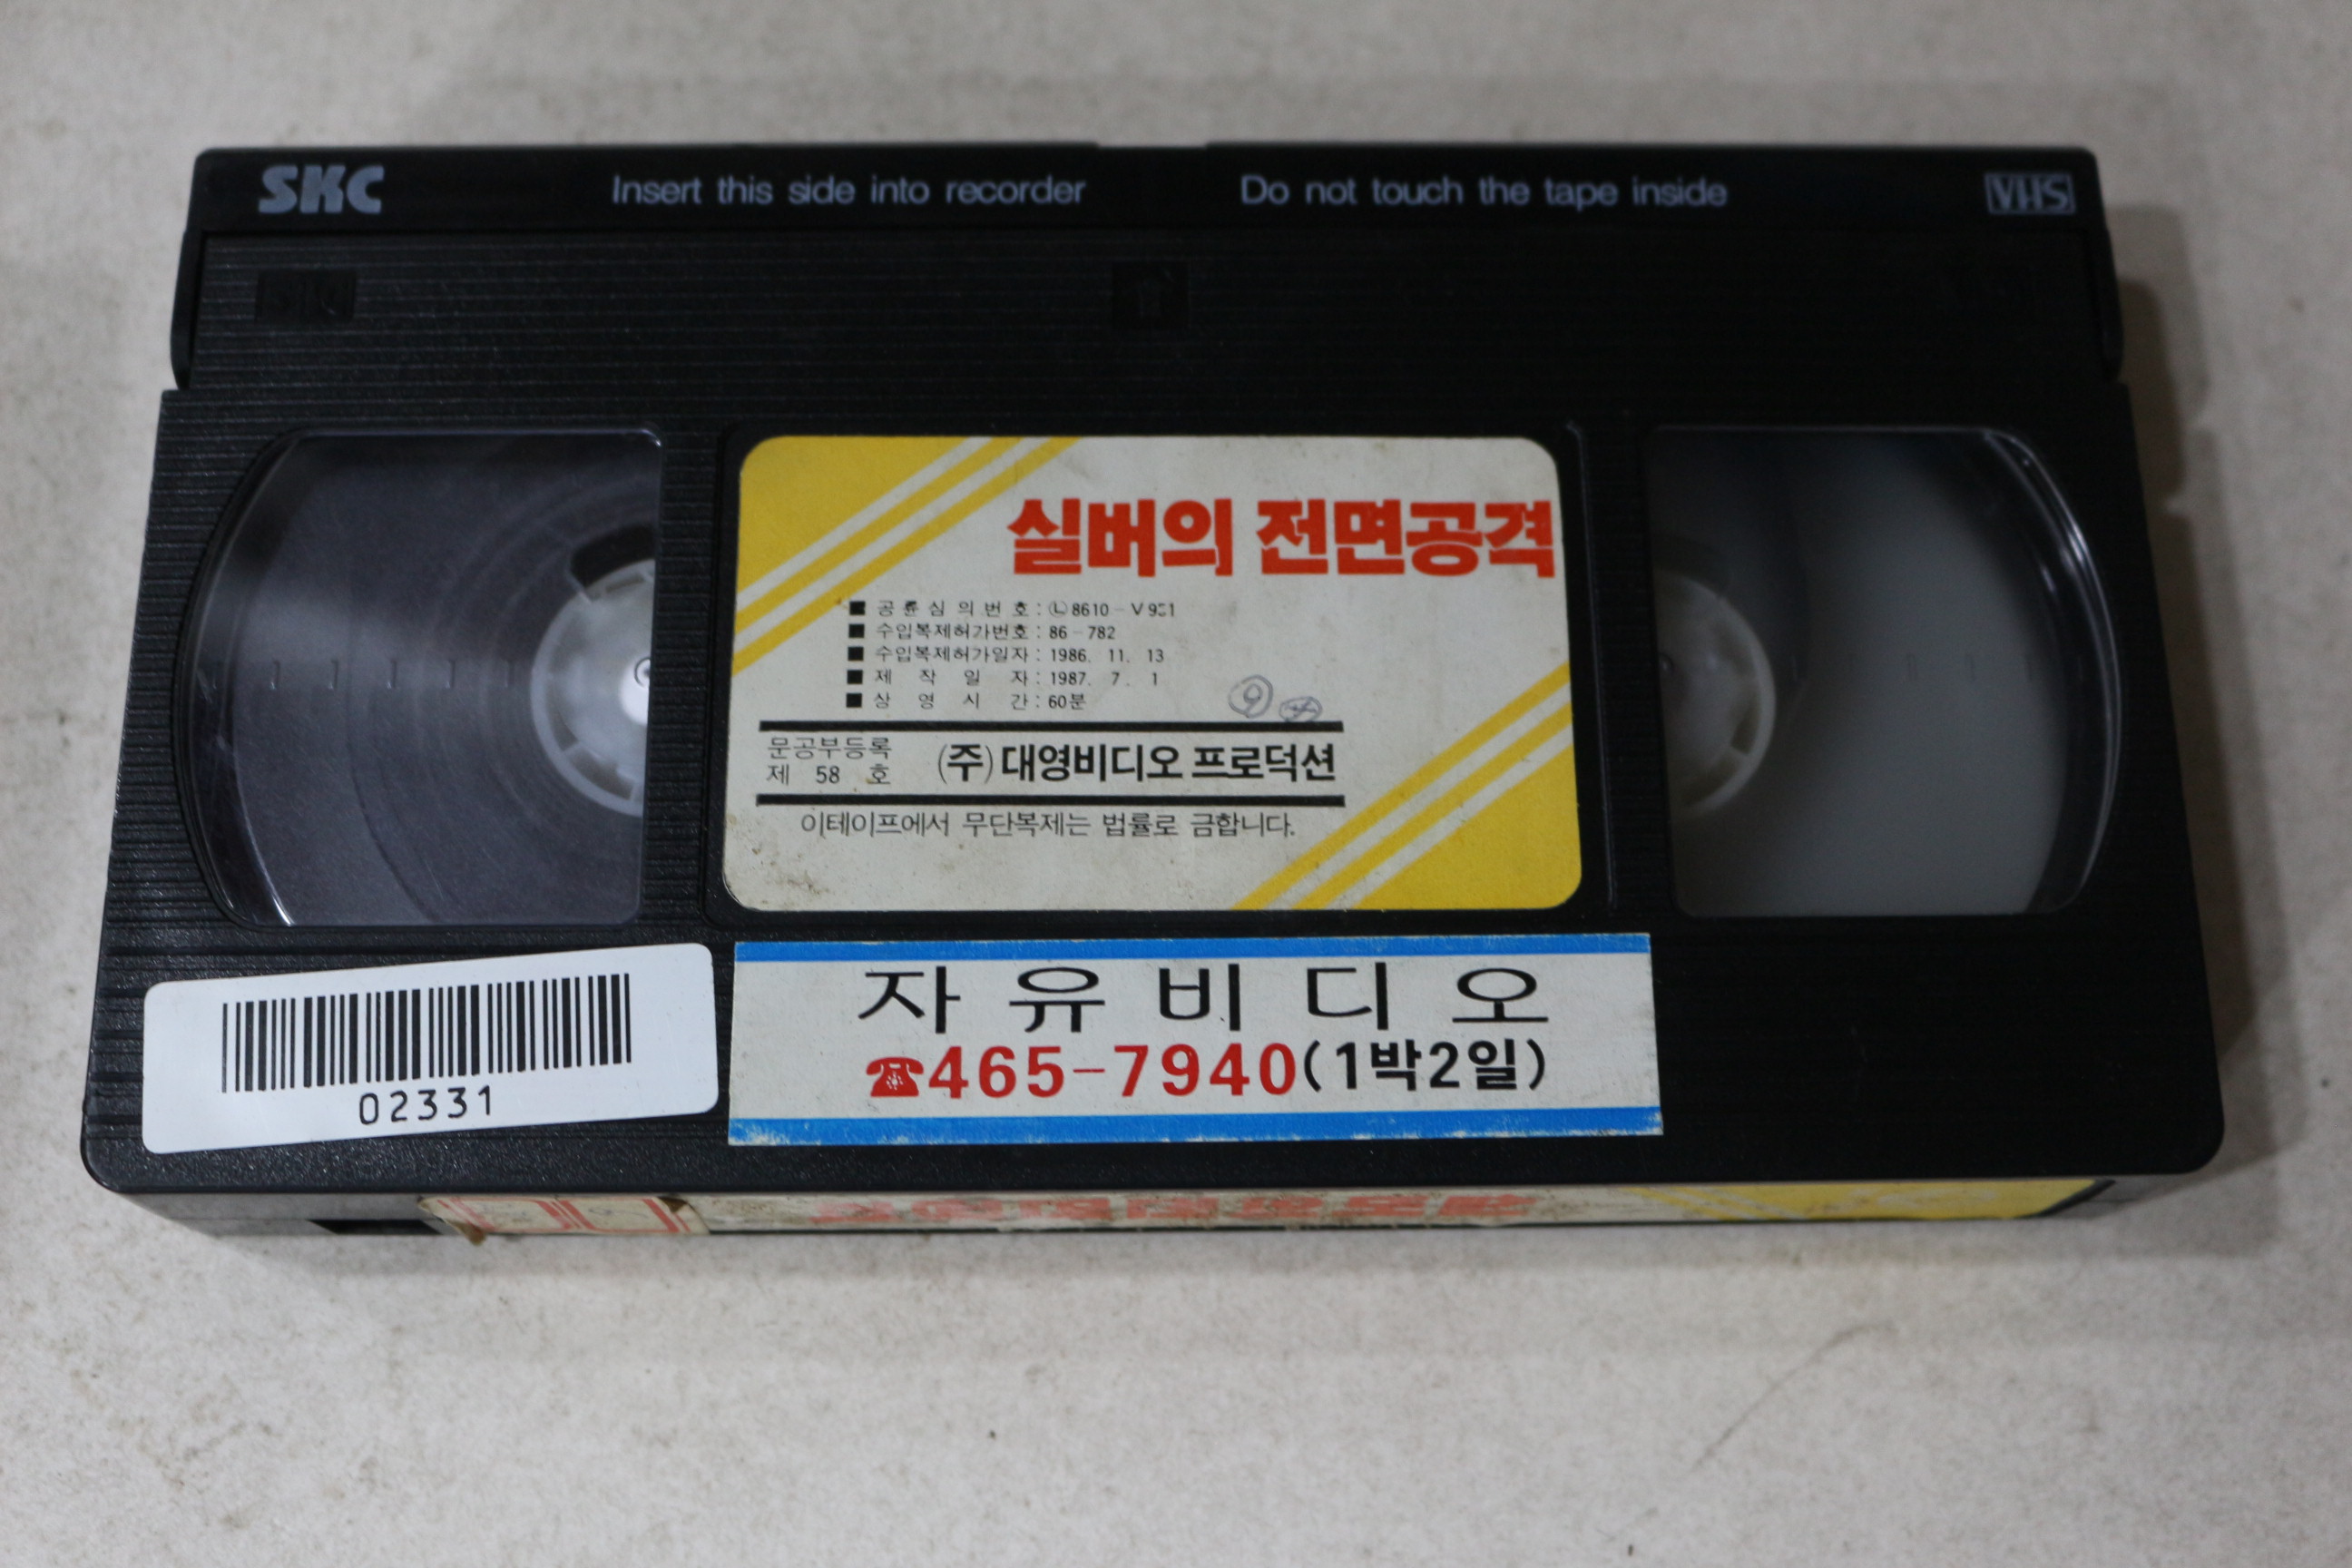 SKC Insert this side into recorder Do not touch the tape inside VHS
실버의 전면공격
■ 공륜심의번호 : Ⓛ8610-V9
■ 수입복제허가번호 : 86-782
■ 수입복제허가일자 : 1986. 11. 13
■ 제 작 일 자 : 1987. 7. 1
■ 상 영 시 간 : 60분
문공부등록
제 58 호
(주)대영비디오 프로덕션
이테이프에서 무단복제는 법률로 금합니다.
자유비디오
☎465-7940(1박2일)
02331